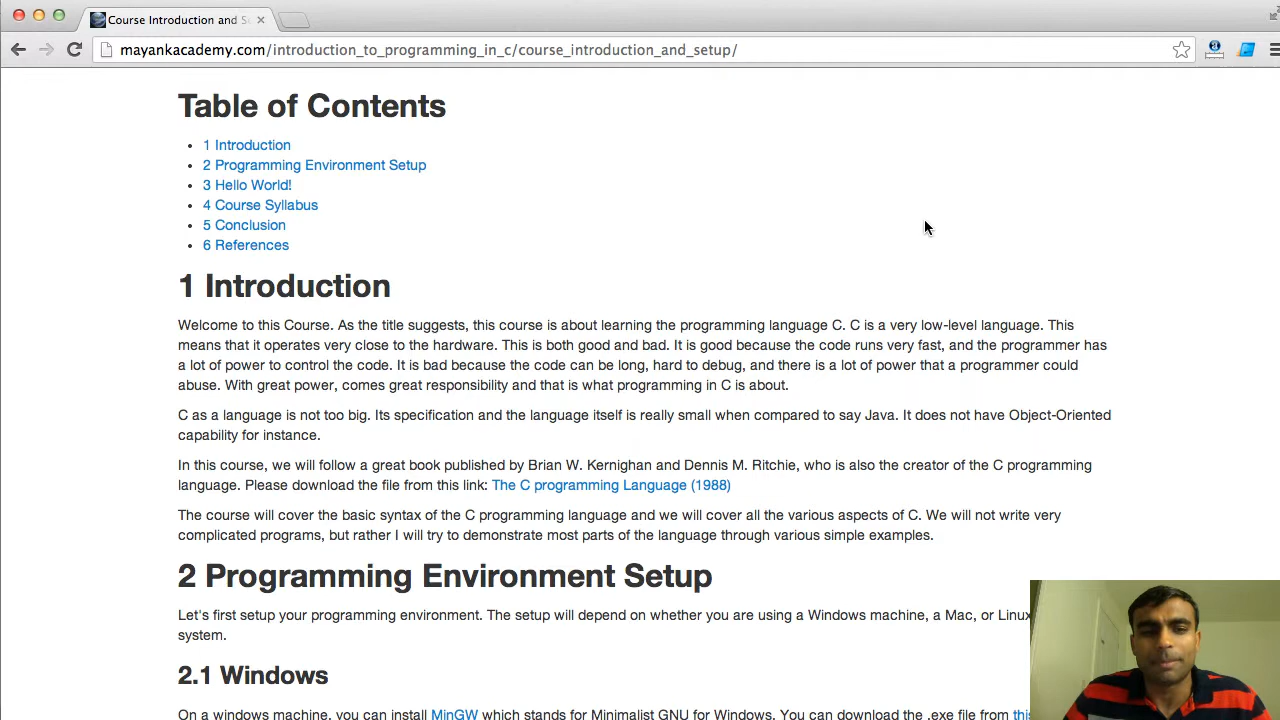 Course Introduction and S
mayankacademy.com/introduction_to_programming_in_c/course_introduction_and_setup/
Table of Contents
1 Introduction
2 Programming Environment Setup
3 Hello World!
4 Course Syllabus
5 Conclusion
6 References
1 Introduction
Welcome to this Course. As the title suggests, this course is about learning the programming language C. C is a very low-level language. This
means that it operates very close to the hardware. This is both good and bad. It is good because the code runs very fast, and the programmer has
a lot of power to control the code. It is bad because the code can be long, hard to debug, and there is a lot of power that a programmer could
abuse. With great power, comes great responsibility and that is what programming in C is about.
C as a language is not too big. Its specification and the language itself is really small when compared to say Java. It does not have Object-Oriented
capability for instance.
In this course, we will follow a great book published by Brian W. Kernighan and Dennis M. Ritchie, who is also the creator of the C programming
language. Please download the file from this link: The C programming Language (1988)
The course will cover the basic syntax of the C programming language and we will cover all the various aspects of C. We will not write very
complicated programs, but rather I will try to demonstrate most parts of the language through various simple examples.
2 Programming Environment Setup
Let's first setup your programming environment. The setup will depend on whether you are using a Windows machine, a Mac, or Linux
system.
2.1 Windows
On a windows machine, you can install MinGW which stands for Minimalist GNU for Windows. You can download the .exe file from this